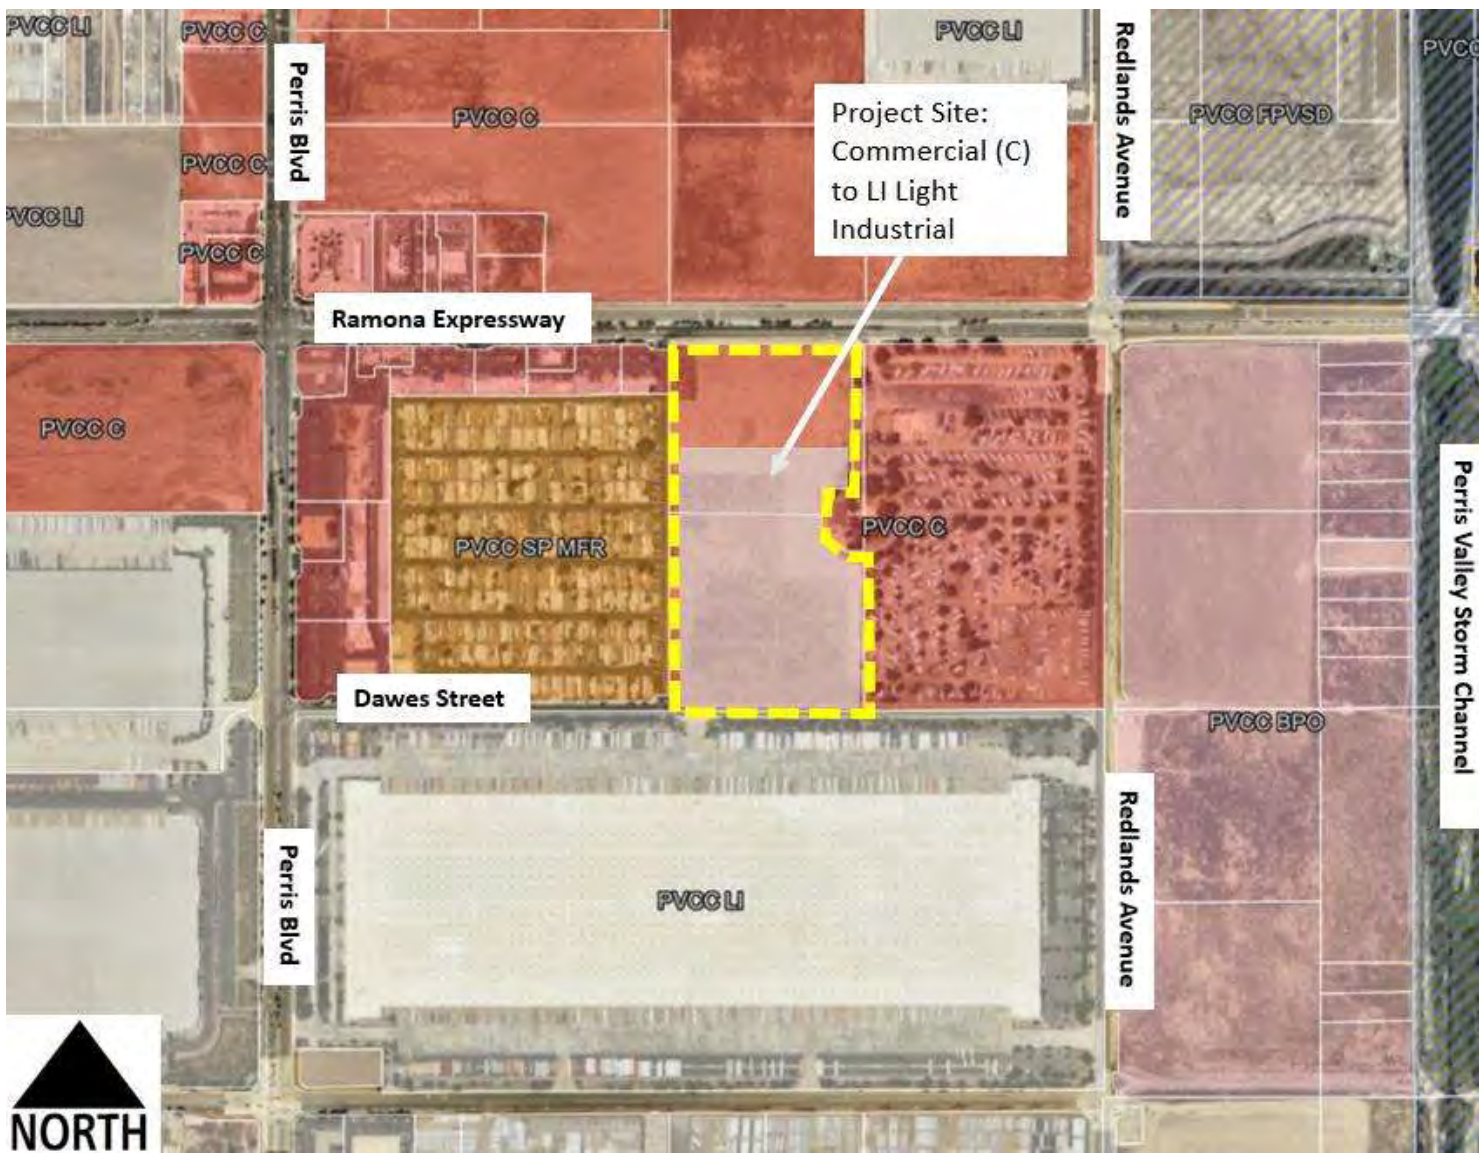 PVCC LI
PVCC C
PVCC C
PVCC LI
PVCC
Perris Blvd
Redlands Avenue
Project Site:
Commercial (C)
to LI Light
Industrial
PVCC FPVSD
PVCC C
PVCC LI
PVCC C
Ramona Expressway
PVCC C
PVCC SP MFR
PVCC C
Perris Valley Storm Channel
Dawes Street
PVCC BPO
Perris Blvd
PVCC LI
Redlands Avenue
NORTH